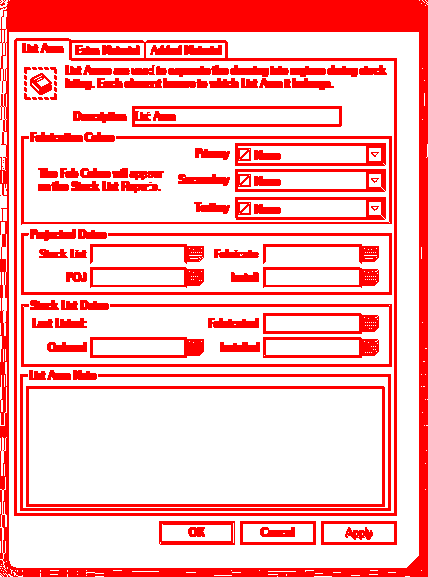 List Area Extra Material Added Material
List Areas are used to separate the drawing into regions during stock
listing. Each element knows to which List Area it belongs.
Description List Area
Fabrication Colors
Primary None
The Fab Colors will appear
on the Stock List Reports.
Secondary None
Tertiary None
Projected Dates
Stock List Fabricate
POJ Install
Stock List Dates
Last Listed: Fabricated
Ordered Installed
List Area Note
OK Cancel Apply